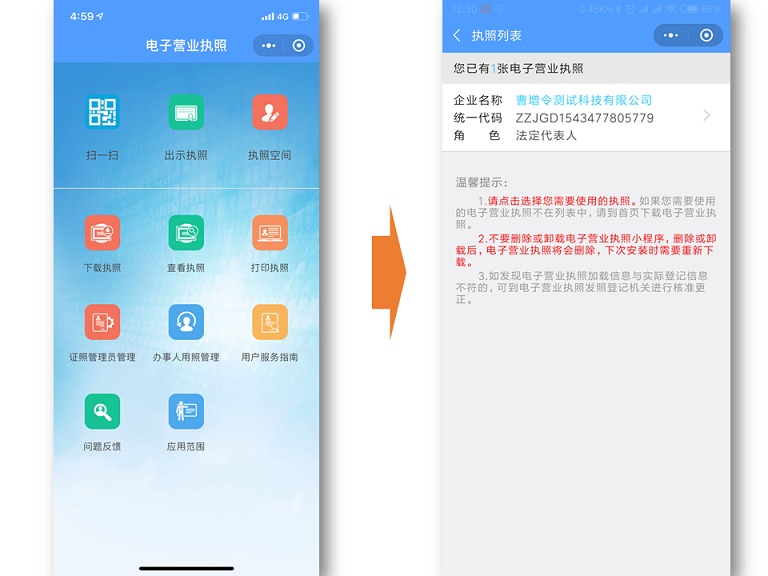 4:59
4G
电子营业执照
扫一扫
出示执照
执照空间
下载执照
查看执照
打印执照
证照管理员管理
办事人用照管理
用户服务指南
问题反馈
应用范围
12:30
0.45K/s
66%
执照列表
您已有1张电子营业执照
企业名称 曹增令测试科技有限公司
统一代码 ZZJGD1543477805779
角 色 法定代表人
温馨提示:
1.请点击选择您需要使用的执照。如果您需要使用
的电子营业执照不在列表中,请到首页下载电子营业执
照。
2.不要删除或卸载电子营业执照小程序,删除或卸
载后,电子营业执照将会删除,下次安装时需要重新下
载。
3.如发现电子营业执照加载信息与实际登记信息
不符的,可到电子营业执照发照登记机关进行核准更
正。